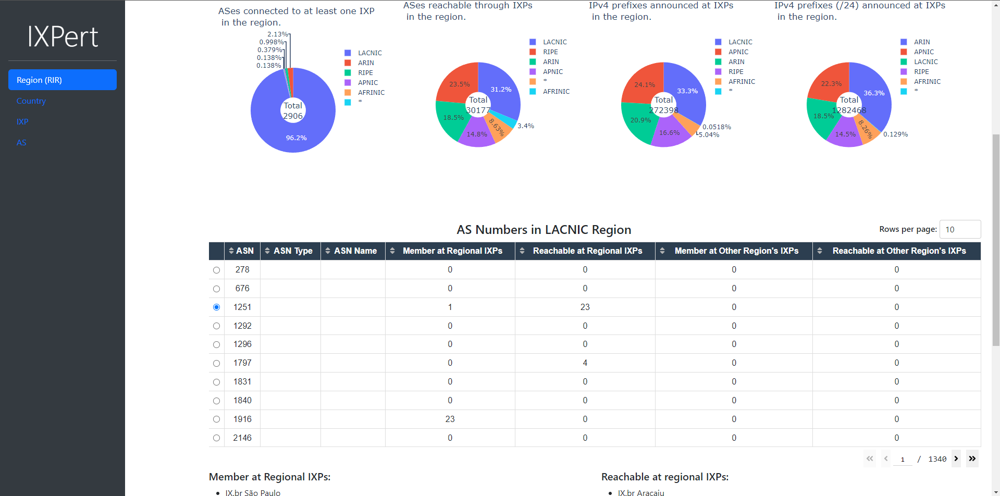 IXPert
Region (RIR)
Country
IXP
AS
ASes connected to at least one IXP
in the region.
2.13%
0.998%
0.379%
0.138%
0.138%
Total
2906
96.2%
LACNIC
ARIN
RIPE
APNIC
AFRINIC
*
ASes reachable through IXPs
in the region.
23.5%
31.2%
Total
30177
18.5%
14.8%
8.63%
3.4%
LACNIC
RIPE
ARIN
APNIC
*
AFRINIC
IPv4 prefixes announced at IXPs
in the region.
24.1%
33.3%
Total
272398
20.9%
16.6%
0.0518%
5.04%
LACNIC
APNIC
ARIN
RIPE
AFRINIC
*
IPv4 prefixes (/24) announced at IXPs
in the region.
22.3%
36.3%
Total
1282468
18.5%
14.5%
8.26%
0.129%
ARIN
APNIC
LACNIC
RIPE
AFRINIC
*
AS Numbers in LACNIC Region
Rows per page: 10
ASN ASN Type ASN Name Member at Regional IXPs Reachable at Regional IXPs Member at Other Region's IXPs Reachable at Other Region's IXPs
278 0 0 0 0
676 0 0 0 0
1251 1 23 0 0
1292 0 0 0 0
1296 0 0 0 0
1797 0 4 0 0
1831 0 0 0 0
1840 0 0 0 0
1916 23 0 0 0
2146 0 0 0 0
1 / 1340
Member at Regional IXPs:
IX.br São Paulo
Reachable at regional IXPs:
IX.br Aracaju